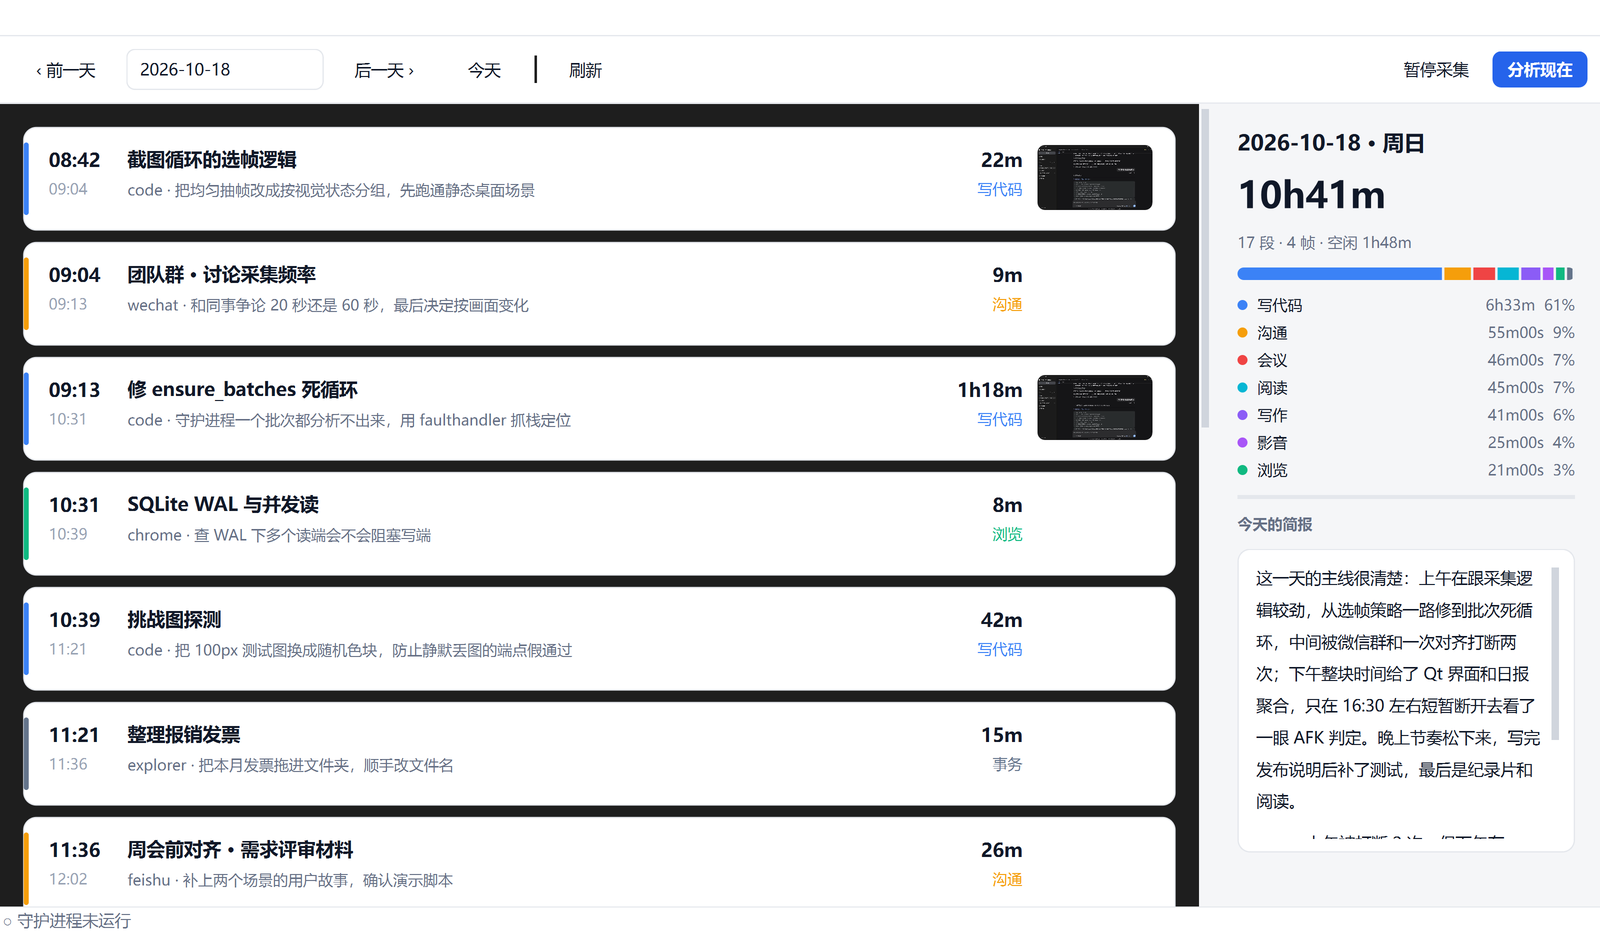 ‹ 前一天 2026-10-18 后一天 › 今天 刷新 暂停采集 分析现在
08:42 截图循环的选帧逻辑 22m
09:04 code · 把均匀抽帧改成按视觉状态分组，先跑通静态桌面场景 写代码
09:04 团队群 • 讨论采集频率 9m
09:13 wechat · 和同事争论 20 秒还是 60 秒，最后决定按画面变化 沟通
09:13 修 ensure_batches 死循环 1h18m
10:31 code · 守护进程一个批次都分析不出来，用 faulthandler 抓栈定位 写代码
10:31 SQLite WAL 与并发读 8m
10:39 chrome · 查 WAL 下多个读端会不会阻塞写端 浏览
10:39 挑战图探测 42m
11:21 code · 把 100px 测试图换成随机色块，防止静默丢图的端点假通过 写代码
11:21 整理报销发票 15m
11:36 explorer · 把本月发票拖进文件夹，顺手改文件名 事务
11:36 周会前对齐 • 需求评审材料 26m
12:02 feishu · 补上两个场景的用户故事，确认演示脚本 沟通
2026-10-18 • 周日
10h41m
17 段 · 4 帧 · 空闲 1h48m
写代码 6h33m 61%
沟通 55m00s 9%
会议 46m00s 7%
阅读 45m00s 7%
写作 41m00s 6%
影音 25m00s 4%
浏览 21m00s 3%
今天的简报
这一天的主线很清楚：上午在跟采集逻
辑较劲，从选帧策略一路修到批次死循
环，中间被微信群和一次对齐打断两
次；下午整块时间给了 Qt 界面和日报
聚合，只在 16:30 左右短暂断开去看了
一眼 AFK 判定。晚上节奏松下来，写完
发布说明后补了测试，最后是纪录片和
阅读。
守护进程未运行